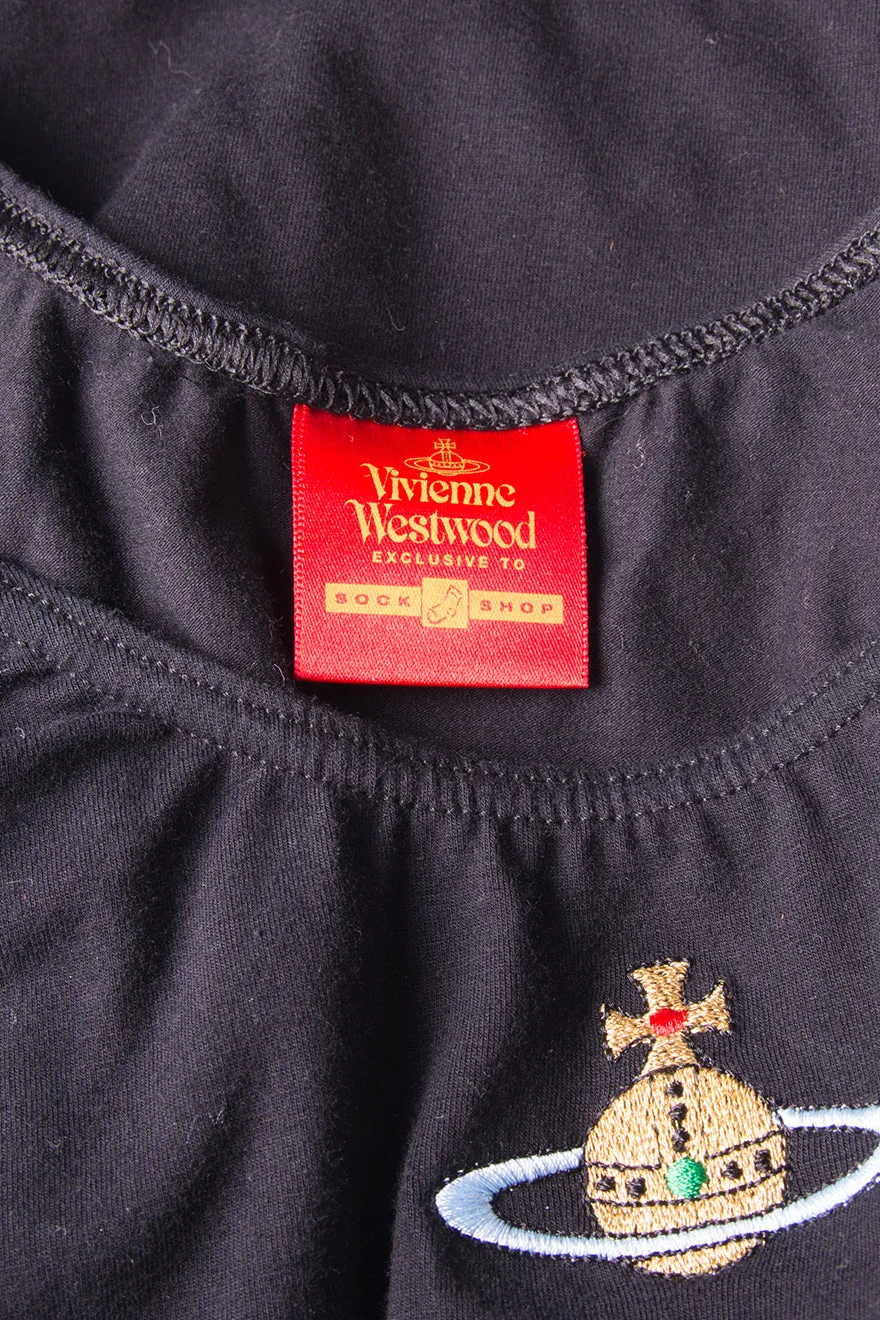 Vivienne
Westwood
EXCLUSIVE TO
SOCK SHOP